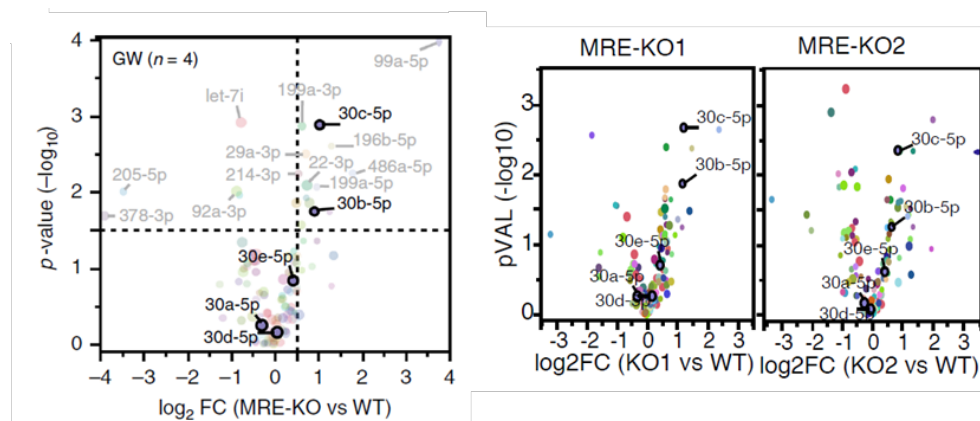 GW (n = 4)
99a-5p
let-7i
199a-3p
30c-5p
196b-5p
29a-3p
22-3p
486a-5p
214-3p
205-5p
199a-5p
92a-3p
30b-5p
378-3p
30e-5p
30a-5p
30d-5p
4
3
2
1
0
p-value (–log10)
–4 –3 –2 –1 0 1 2 3 4
log2 FC (MRE-KO vs WT)
MRE-KO1
30c-5p
30b-5p
30e-5p
30a-5p
30d-5p
3
2
1
0
pVAL (-log10)
-3 -2 -1 0 1 2 3
log2FC (KO1 vs WT)
MRE-KO2
30c-5p
30b-5p
30e-5p
30a-5p
30d-5p
-3 -2 -1 0 1 2 3
log2FC (KO2 vs WT)